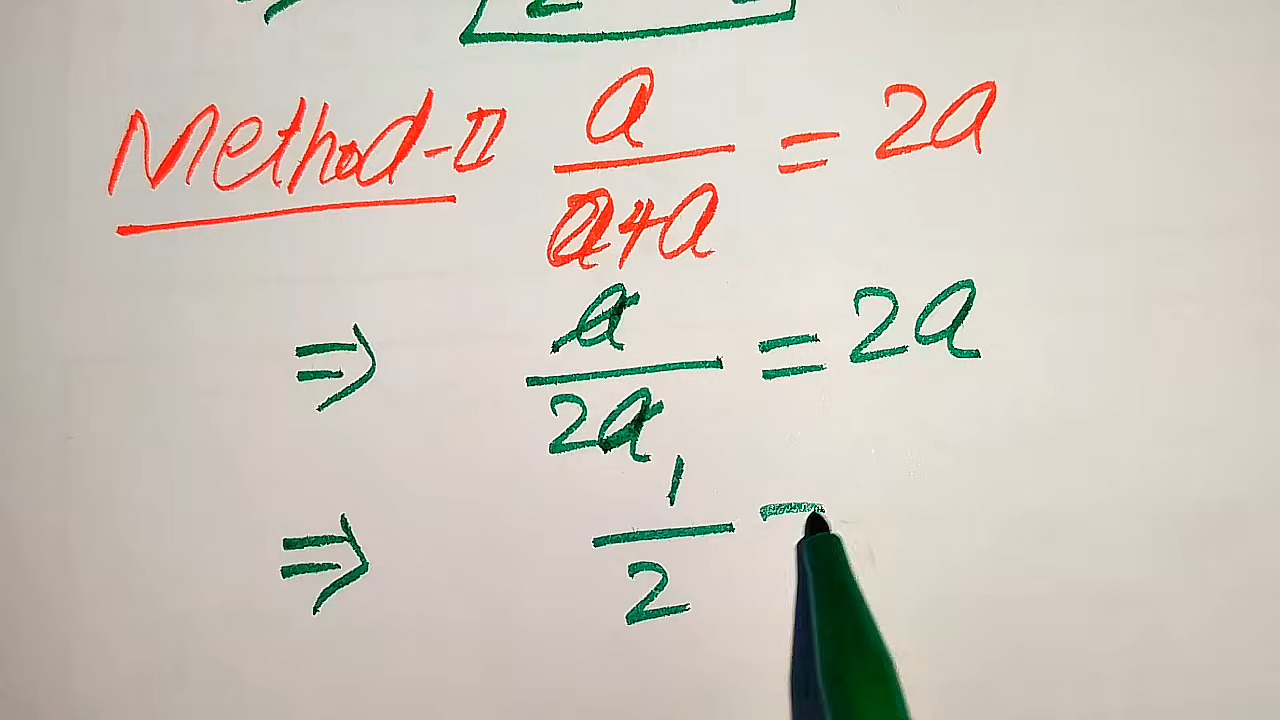 Method-II a/(a+a) = 2a
⇒ a/2a = 2a
⇒ 1/2 =